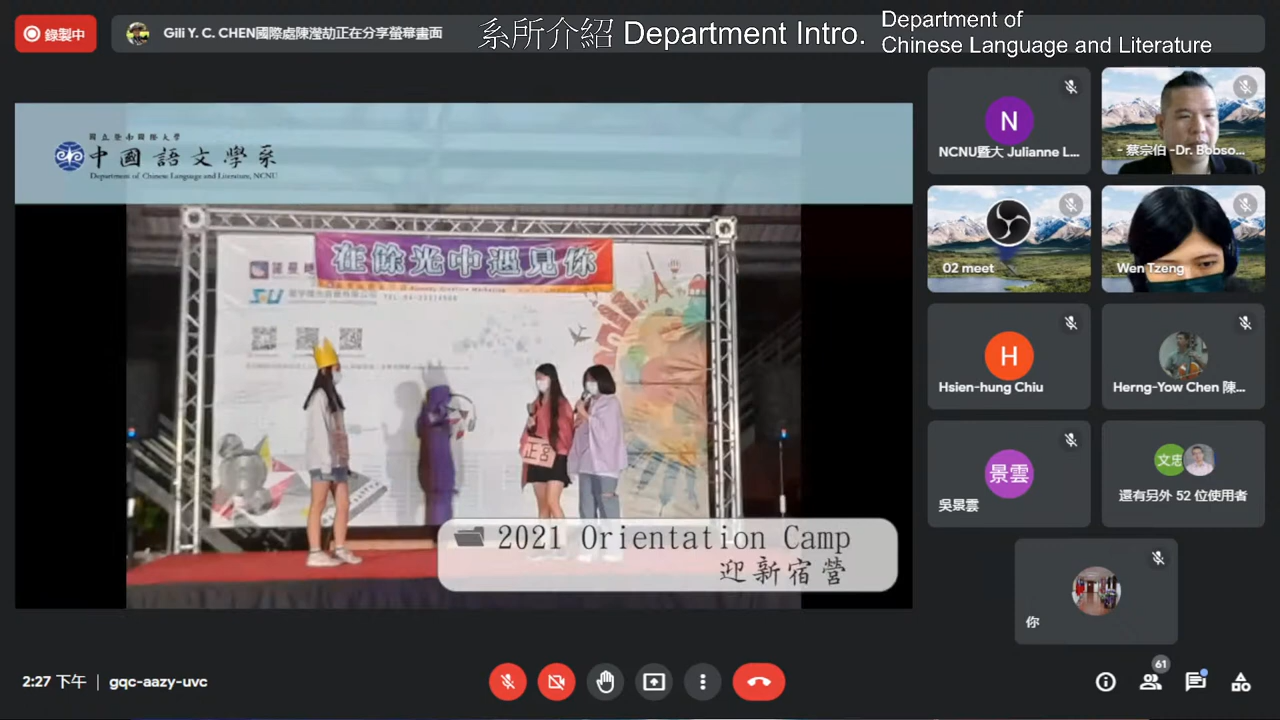 錄製中
Gili Y. C. CHEN國際處陳瀅劼正在分享螢幕畫面
系所介紹 Department Intro.
Department of
Chinese Language and Literature
國立暨南國際大學
中國語文學系
Department of Chinese Language and Literature, NCNU
在餘光中遇見你
正宮
2021 Orientation Camp
迎新宿營
N
NCNU暨大 Julianne L...
- 蔡宗伯 -Dr. Bobso...
02 meet
Wen Tzeng
H
Hsien-hung Chiu
Herng-Yow Chen 陳...
景雲
吳景雲
文忠
還有另外 52 位使用者
你
2:27 下午 | gqc-aazy-uvc
61